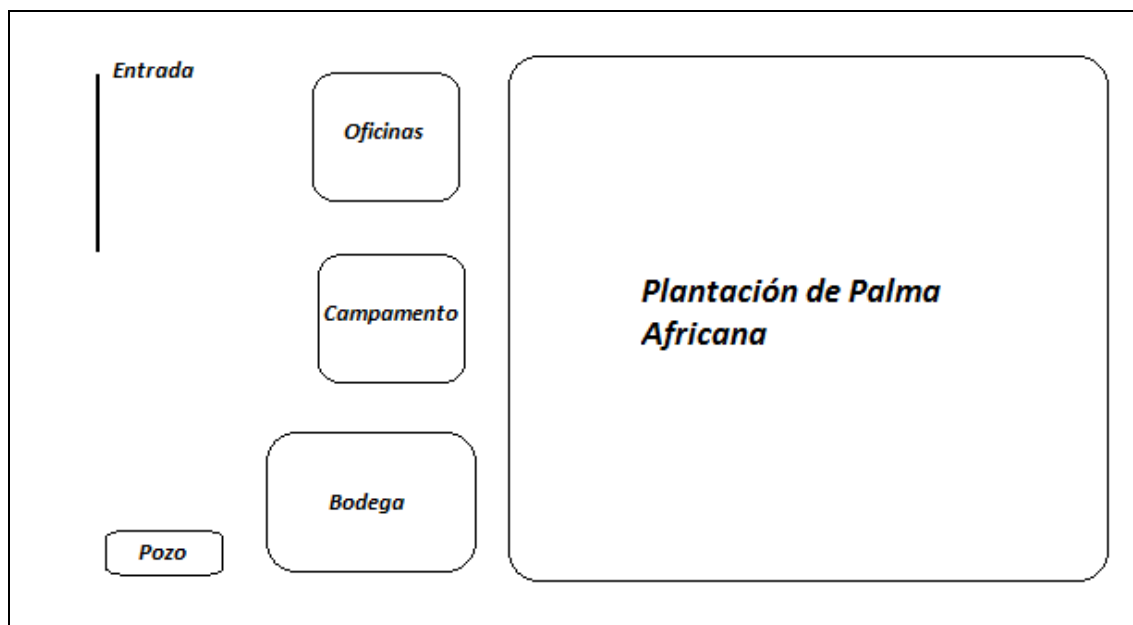 Entrada
Oficinas
Campamento
Plantación de Palma
Africana
Bodega
Pozo